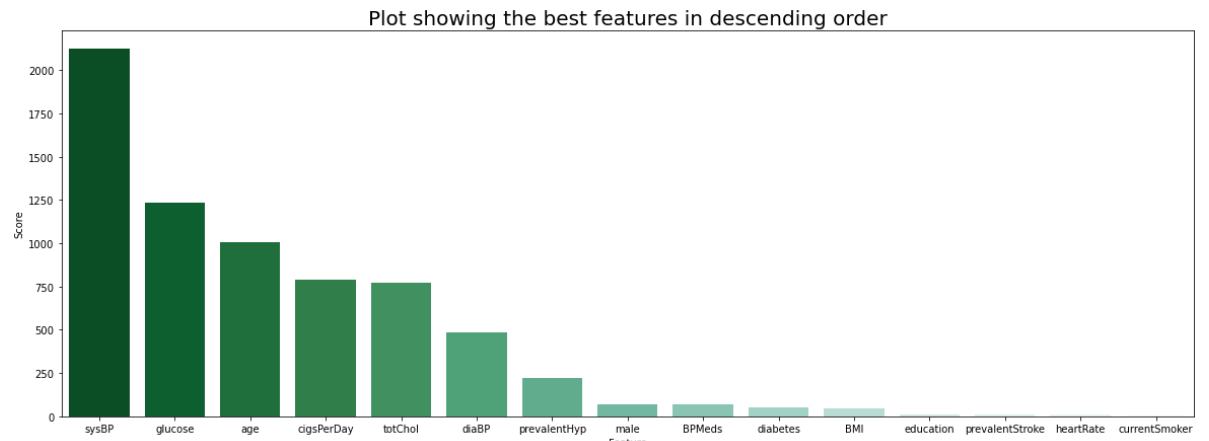 Plot showing the best features in descending order
2000
1750
1500
1250
1000
750
500
250
0
Score
sysBP glucose age cigsPerDay totChol diaBP prevalentHyp male BPMeds diabetes BMI education prevalentStroke heartRate currentSmoker
Feature